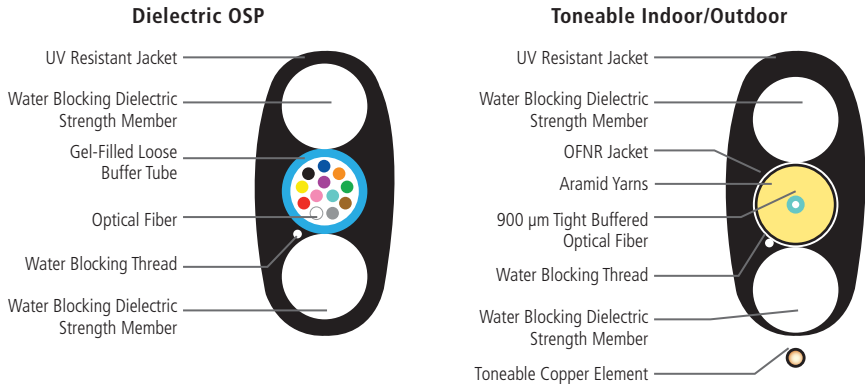 Dielectric OSP
UV Resistant Jacket
Water Blocking Dielectric
Strength Member
Gel-Filled Loose
Buffer Tube
Optical Fiber
Water Blocking Thread
Water Blocking Dielectric
Strength Member
Toneable Indoor/Outdoor
UV Resistant Jacket
Water Blocking Dielectric
Strength Member
OFNR Jacket
Aramid Yarns
900 µm Tight Buffered
Optical Fiber
Water Blocking Thread
Water Blocking Dielectric
Strength Member
Toneable Copper Element